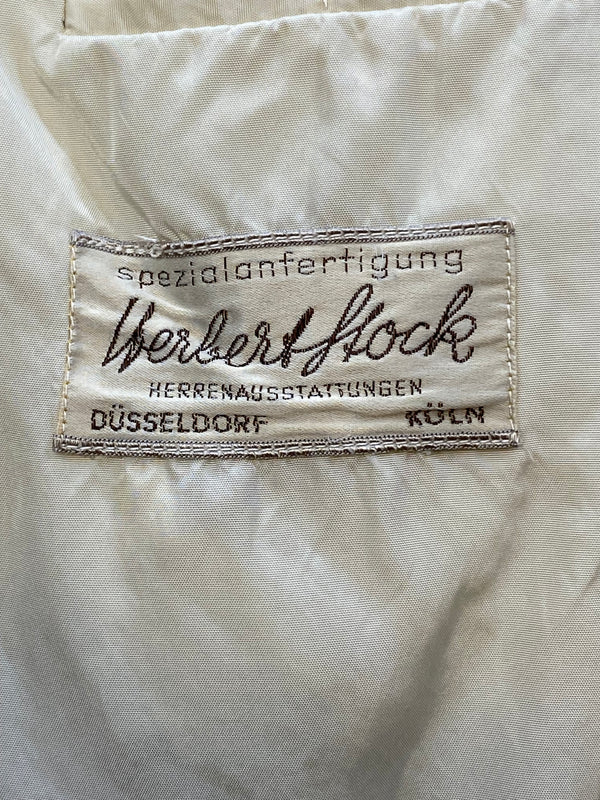 spezialanfertigung
Herbert Stock
HERRENAUSSTATTUNGEN
DÜSSELDORF KÖLN